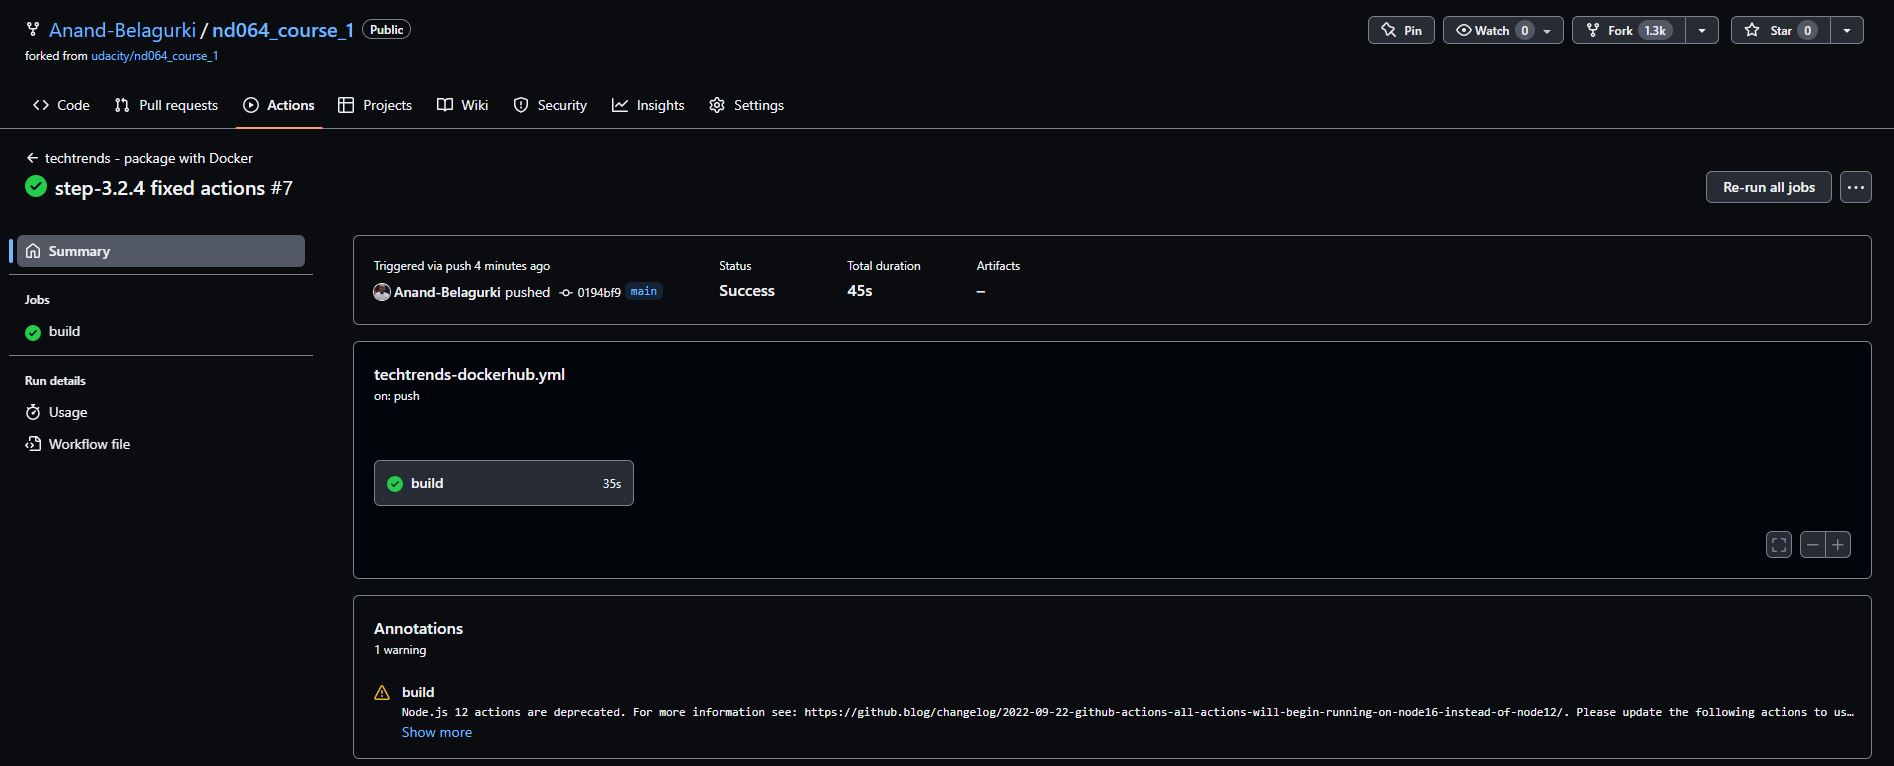 Anand-Belagurki / nd064_course_1 Public
Pin Watch 0 Fork 1.3k Star 0
forked from udacity/nd064_course_1
Code Pull requests Actions Projects Wiki Security Insights Settings
techtrends - package with Docker
step-3.2.4 fixed actions #7
Re-run all jobs
Summary
Jobs
build
Run details
Usage
Workflow file
Triggered via push 4 minutes ago
Anand-Belagurki pushed 0194bf9 main
Status
Success
Total duration
45s
Artifacts
–
techtrends-dockerhub.yml
on: push
build 35s
Annotations
1 warning
build
Node.js 12 actions are deprecated. For more information see: https://github.blog/changelog/2022-09-22-github-actions-all-actions-will-begin-running-on-node16-instead-of-node12/. Please update the following actions to us…
Show more